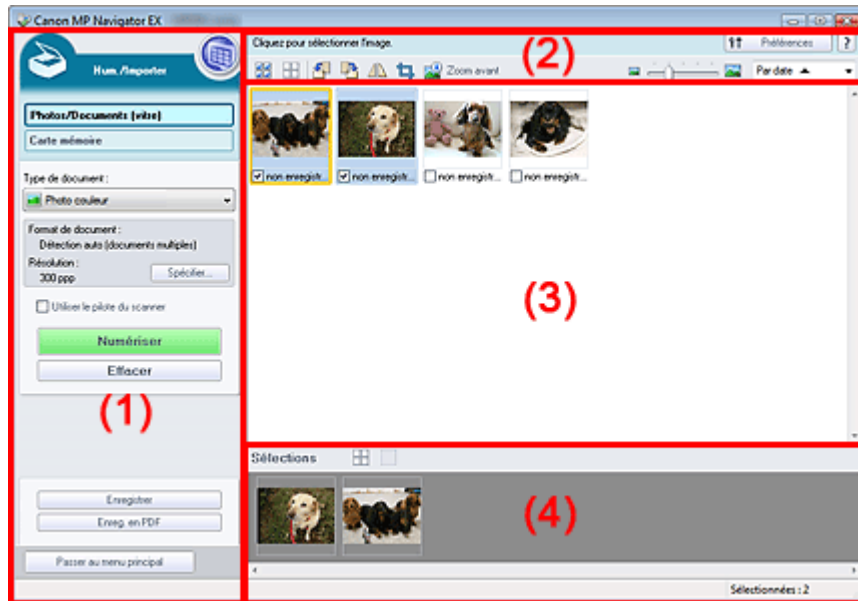 Canon MP Navigator EX
Num./Importer
Photos/Documents (vitre)
Carte mémoire
Type de document :
Photo couleur
Format de document :
Détection auto (documents multiples)
Résolution :
300 ppp
Spécifier...
Utiliser le pilote du scanner
Numériser
Effacer
(1)
Enregistrer
Enreg. en PDF
Passer au menu principal
Cliquez pour sélectionner l'image.
(2)
Préférences
?
Zoom avant
Par date
non enregistr...
non enregistr...
non enregistr...
non enregistr...
(3)
Sélections
(4)
Sélectionnées : 2